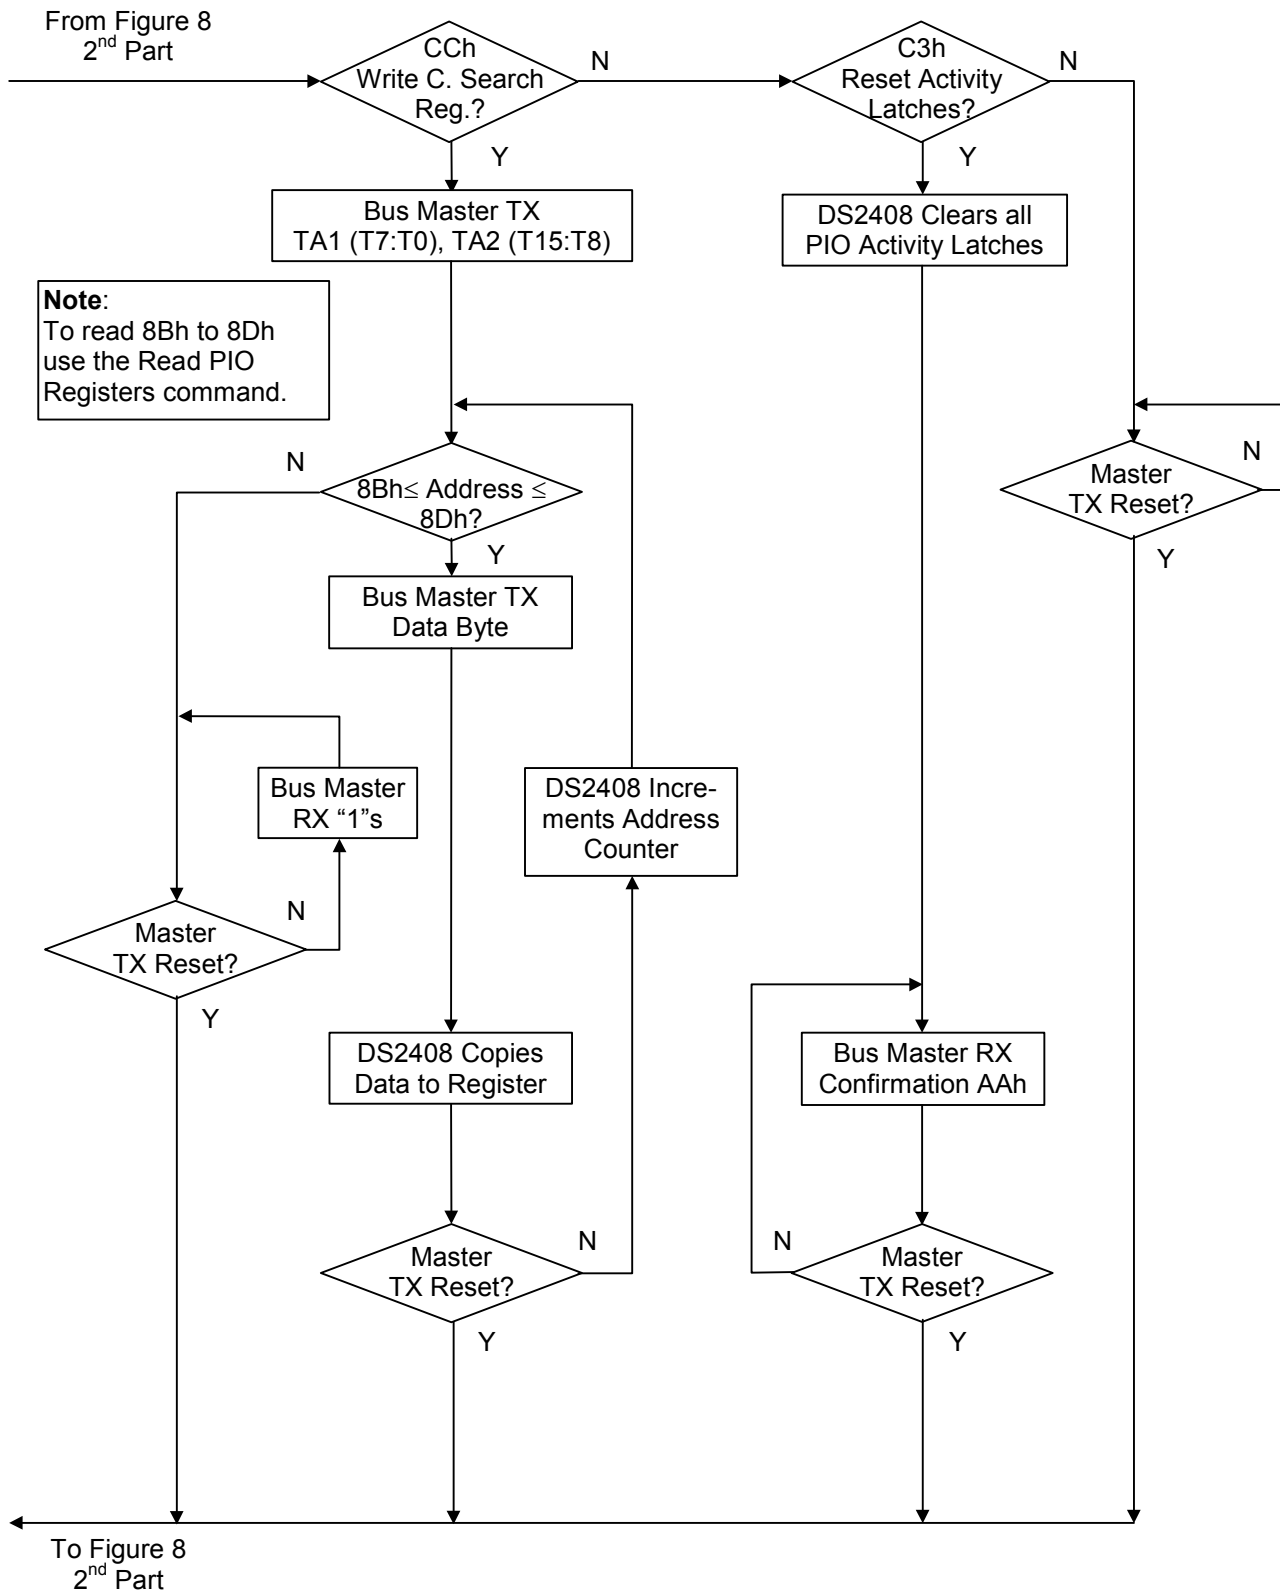 From Figure 8
2nd Part
CCh
Write C. Search
Reg.?
N
C3h
Reset Activity
Latches?
N
Y
Y
Bus Master TX
TA1 (T7:T0), TA2 (T15:T8)
DS2408 Clears all
PIO Activity Latches
Note:
To read 8Bh to 8Dh
use the Read PIO
Registers command.
N
8Bh≤ Address ≤
8Dh?
Y
N
Master
TX Reset?
Y
Bus Master TX
Data Byte
Bus Master
RX “1”s
DS2408 Incre-
ments Address
Counter
N
Master
TX Reset?
Y
DS2408 Copies
Data to Register
Bus Master RX
Confirmation AAh
Master
TX Reset?
N
Y
N
Master
TX Reset?
Y
To Figure 8
2nd Part